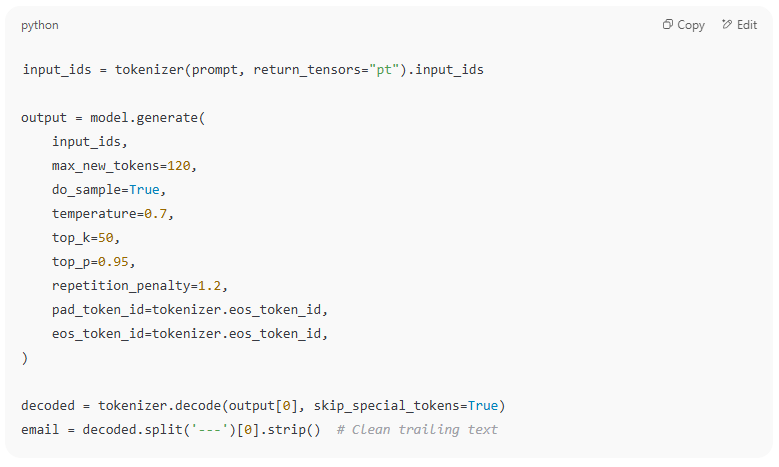 python
Copy
Edit
input_ids = tokenizer(prompt, return_tensors="pt").input_ids
output = model.generate(
    input_ids,
    max_new_tokens=120,
    do_sample=True,
    temperature=0.7,
    top_k=50,
    top_p=0.95,
    repetition_penalty=1.2,
    pad_token_id=tokenizer.eos_token_id,
    eos_token_id=tokenizer.eos_token_id,
)
decoded = tokenizer.decode(output[0], skip_special_tokens=True)
email = decoded.split('---')[0].strip()  # Clean trailing text